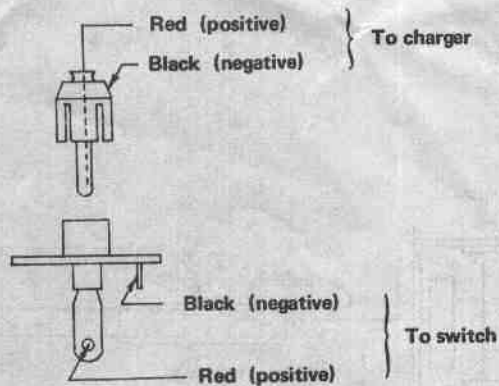 Red (positive)
To charger
Black (negative)
Black (negative)
To switch
Red (positive)